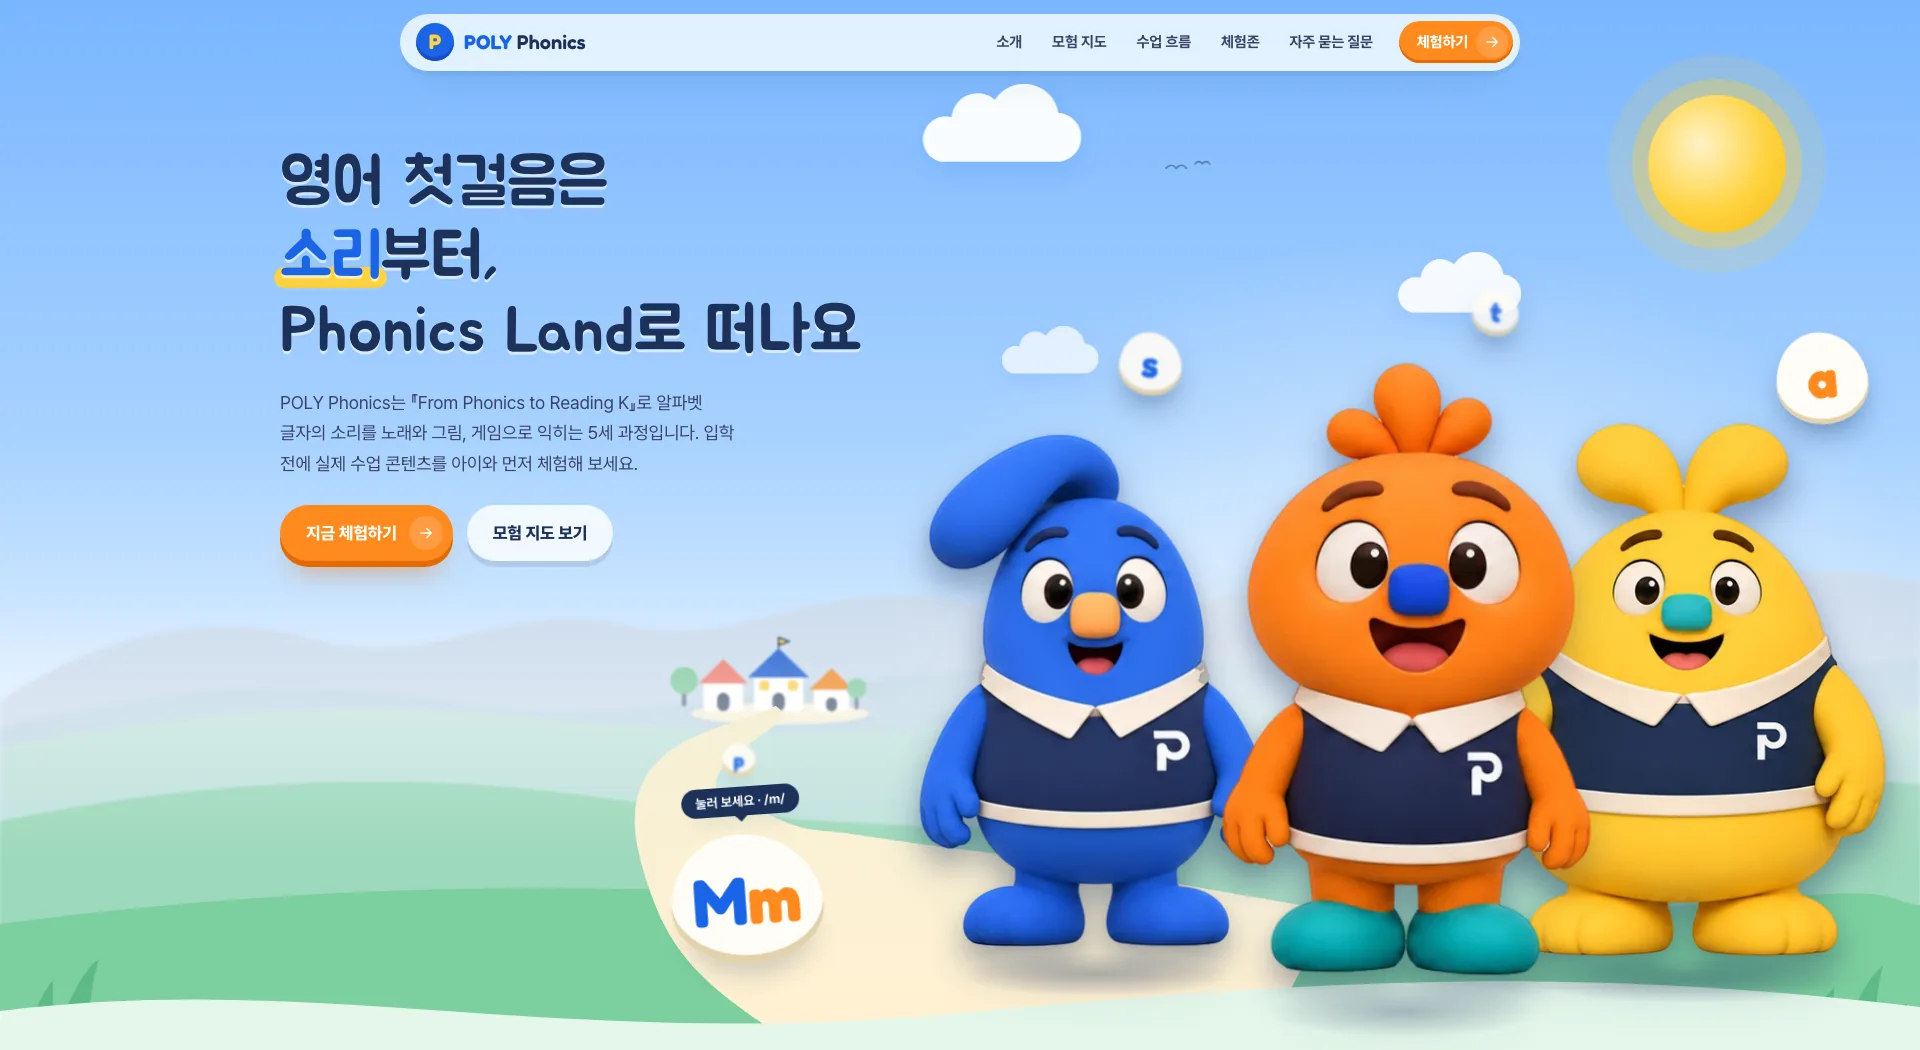 P POLY Phonics
소개 모험 지도 수업 흐름 체험존 자주 묻는 질문 체험하기 →
영어 첫걸음은
소리부터,
Phonics Land로 떠나요
POLY Phonics는 『From Phonics to Reading K』로 알파벳
글자의 소리를 노래와 그림, 게임으로 익히는 5세 과정입니다. 입학
전에 실제 수업 콘텐츠를 아이와 먼저 체험해 보세요.
지금 체험하기 →
모험 지도 보기
t
s
a
p
눌러 보세요 · /m/
Mm
P
P
P